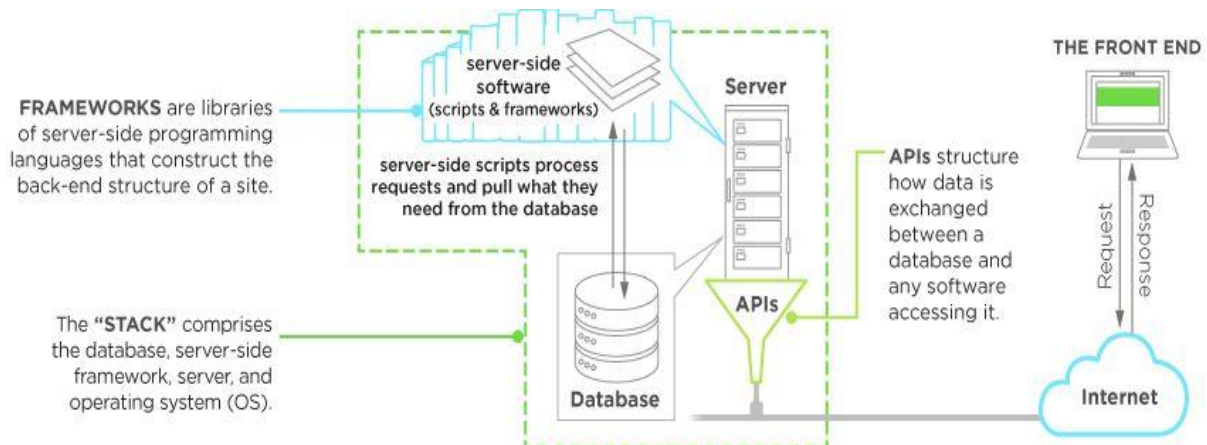 FRAMEWORKS are libraries
of server-side programming
languages that construct the
back-end structure of a site.
The “STACK” comprises
the database, server-side
framework, server, and
operating system (OS).
server-side
software
(scripts & frameworks)
server-side scripts process
requests and pull what they
need from the database
Database
Server
APIs
APIs structure
how data is
exchanged
between a
database and
any software
accessing it.
THE FRONT END
Request
Response
Internet